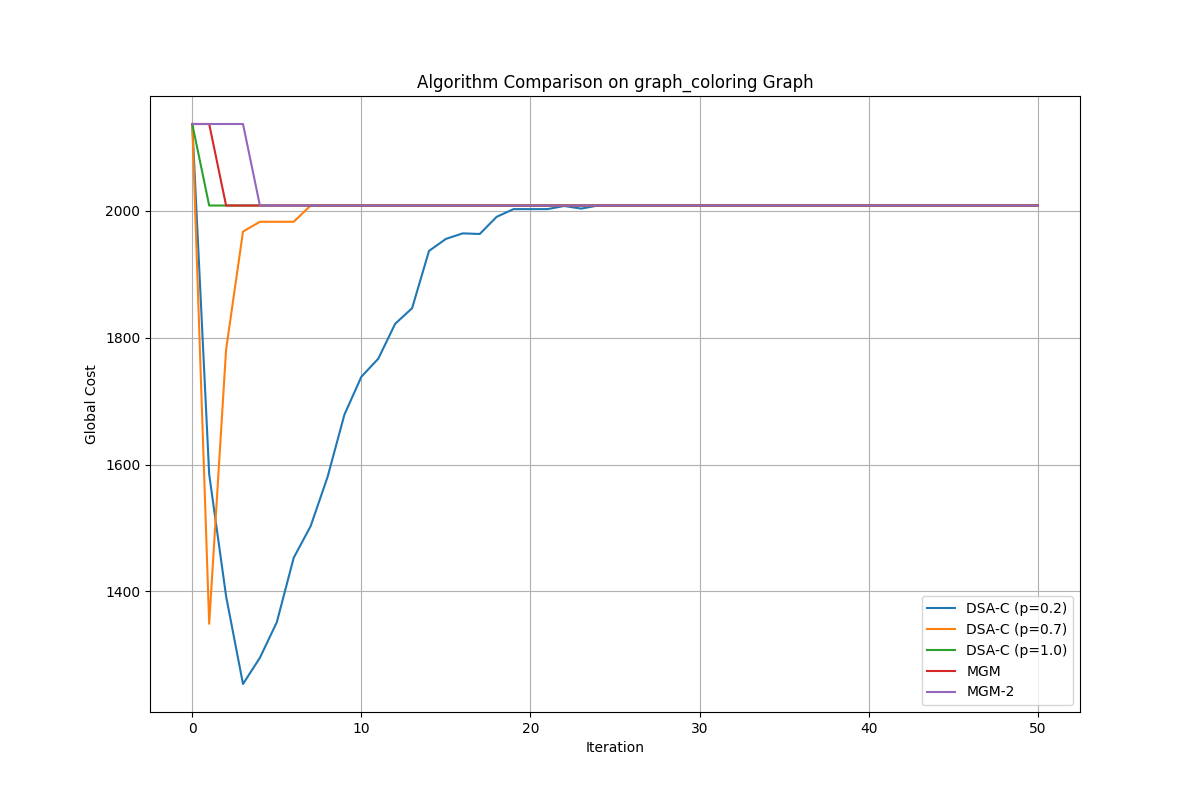 Algorithm Comparison on graph_coloring Graph
Global Cost
2000
1800
1600
1400
0
10
20
30
40
50
Iteration
DSA-C (p=0.2)
DSA-C (p=0.7)
DSA-C (p=1.0)
MGM
MGM-2